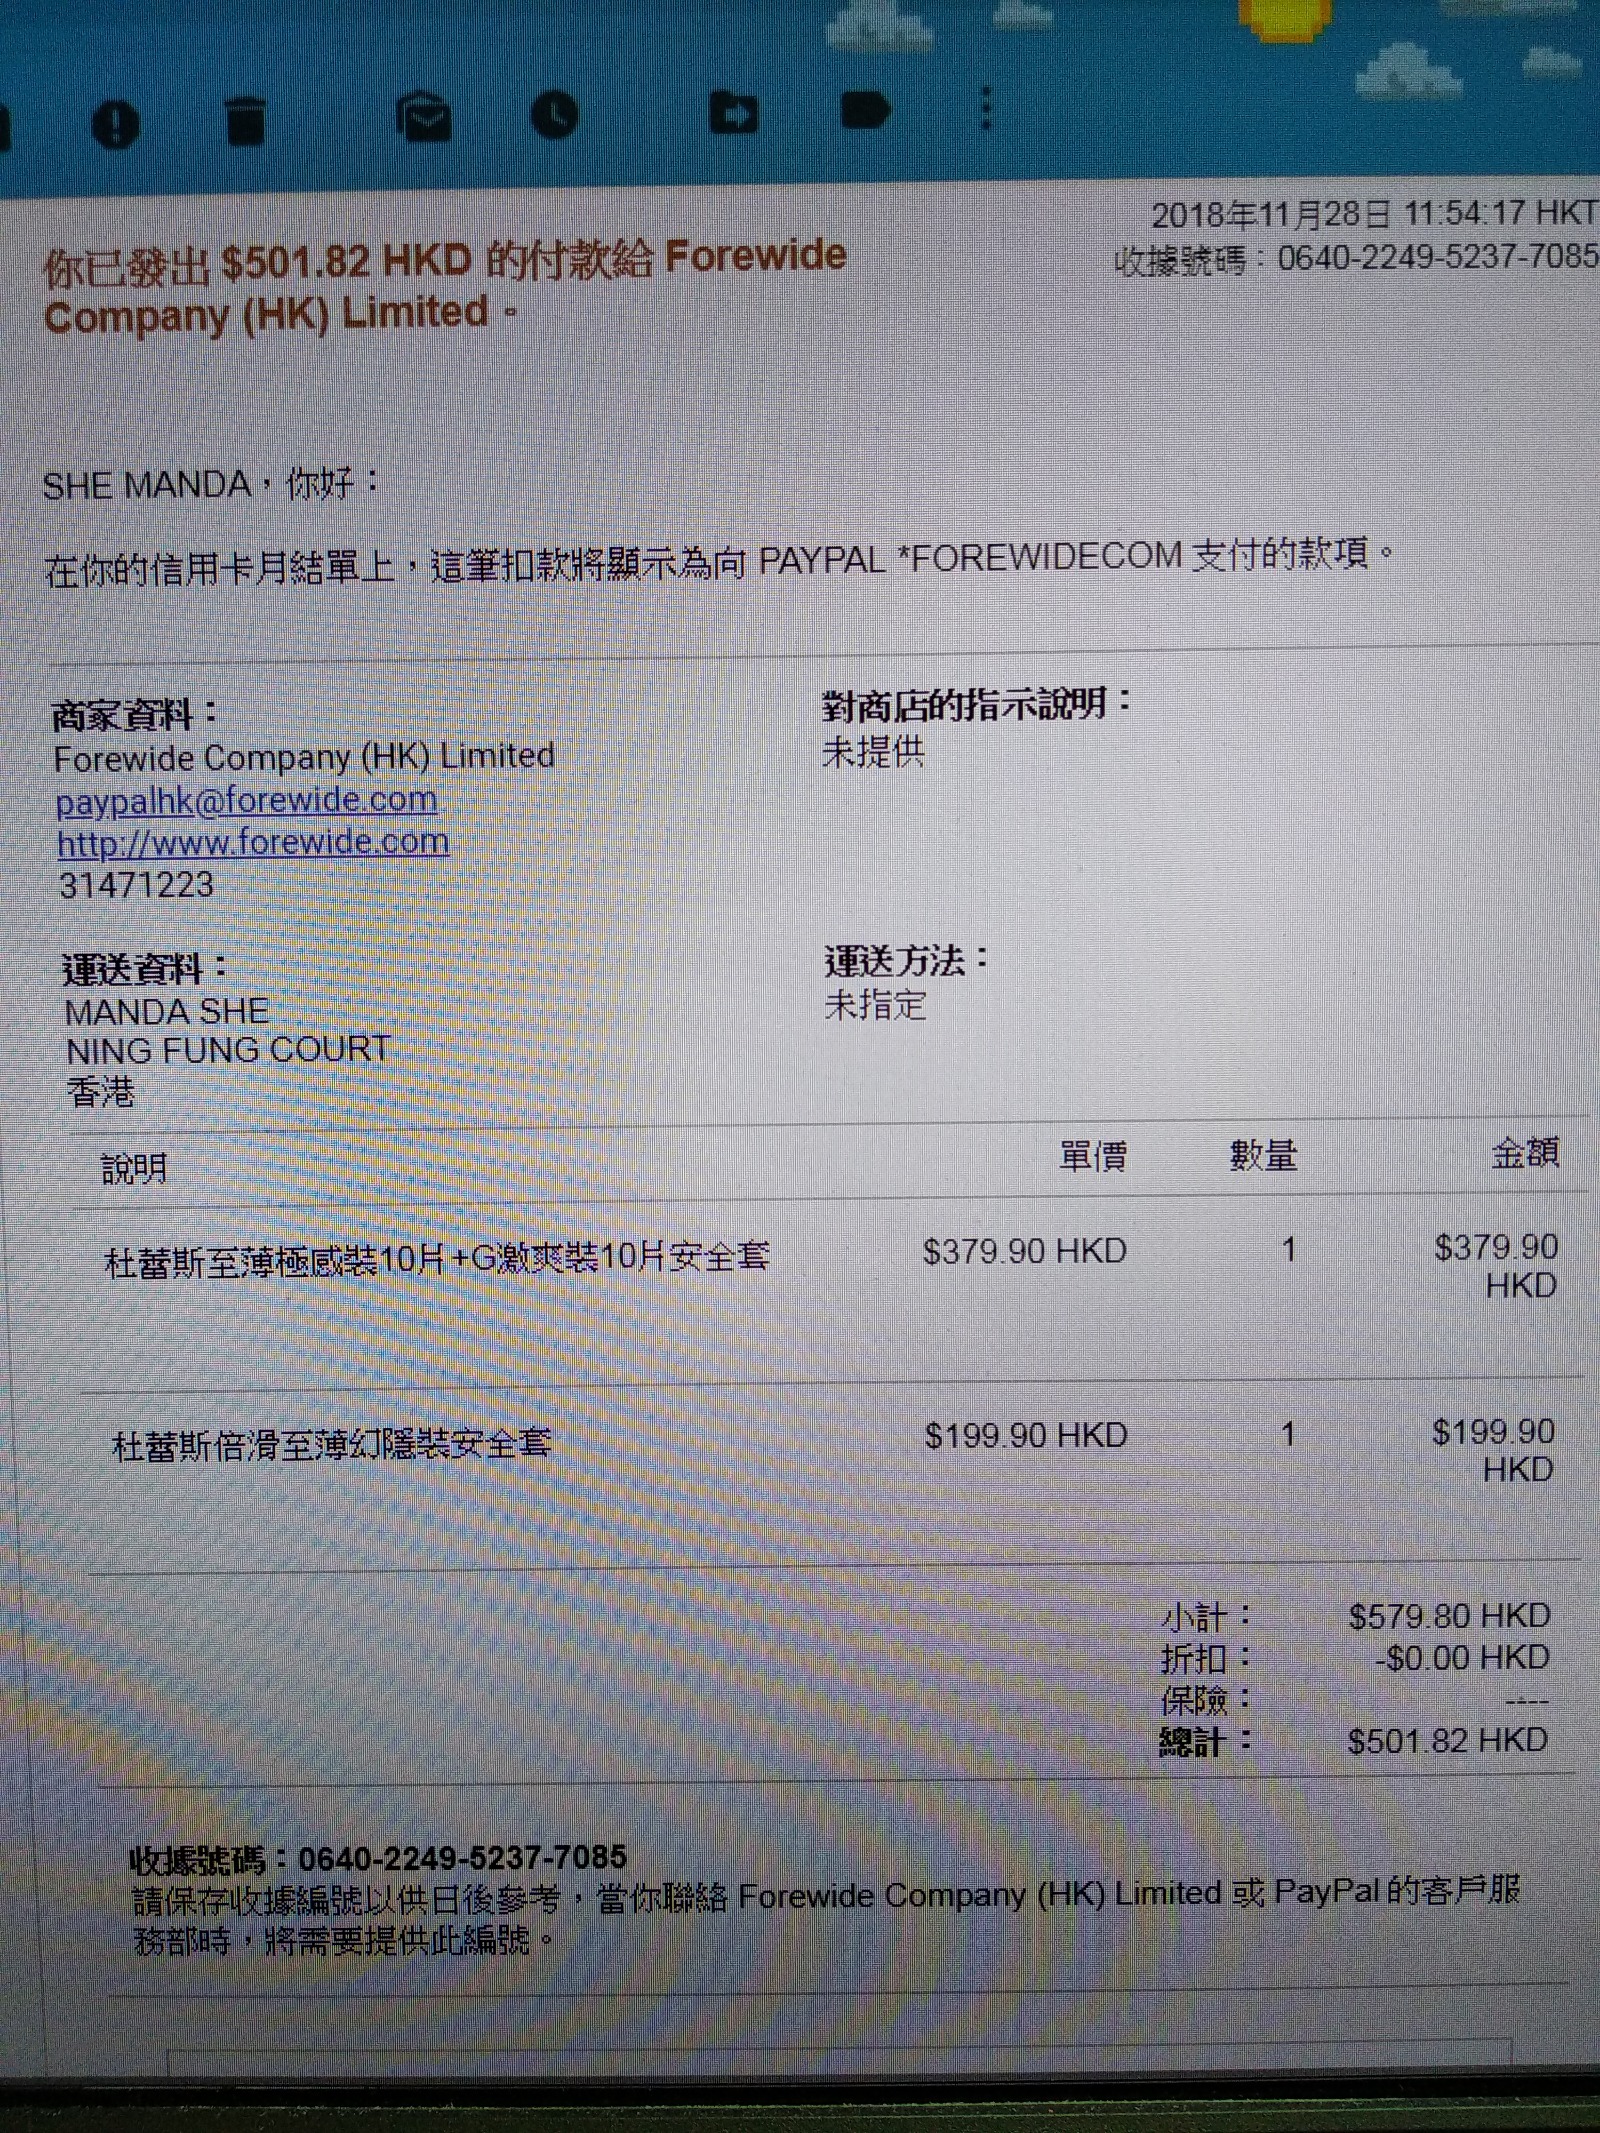 2018年11月28日 11:54:17 HKT
收據號碼：0640-2249-5237-7085
你已發出 $501.82 HKD 的付款給 Forewide
Company (HK) Limited。
SHE MANDA，你好：
在你的信用卡月結單上，這筆扣款將顯示為向 PAYPAL *FOREWIDECOM 支付的款項。
商家資料：
Forewide Company (HK) Limited
paypalhk@forewide.com
http://www.forewide.com
31471223
對商店的指示說明：
未提供
運送資料：
MANDA SHE
NING FUNG COURT
香港
運送方法：
未指定
說明 單價 數量 金額
杜蕾斯至薄極感裝10片+G激爽裝10片安全套 $379.90 HKD 1 $379.90
HKD
杜蕾斯倍滑至薄幻隱裝安全套 $199.90 HKD 1 $199.90
HKD
小計： $579.80 HKD
折扣： -$0.00 HKD
保險： ----
總計： $501.82 HKD
收據號碼：0640-2249-5237-7085
請保存收據編號以供日後參考，當你聯絡 Forewide Company (HK) Limited 或 PayPal 的客戶服
務部時，將需要提供此編號。